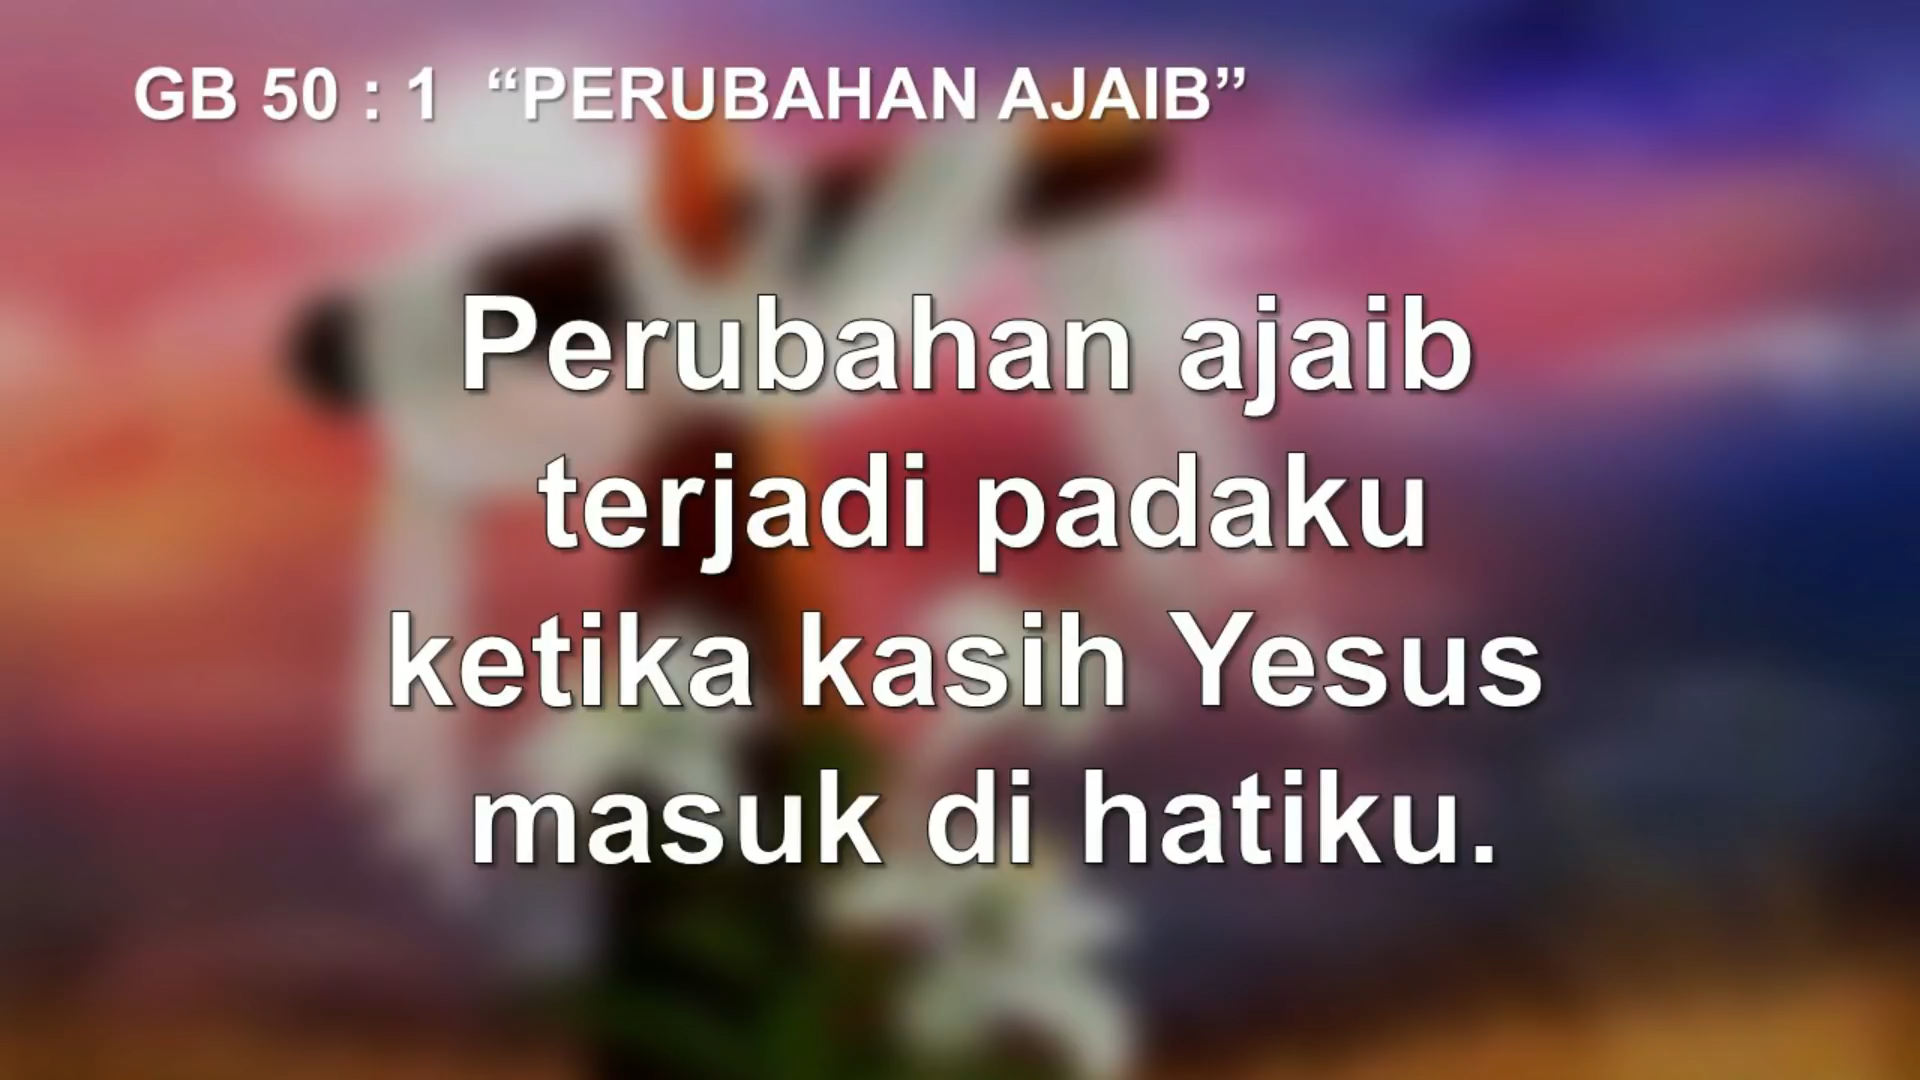 GB 50 : 1 “PERUBAHAN AJAIB”
Perubahan ajaib
terjadi padaku
ketika kasih Yesus
masuk di hatiku.